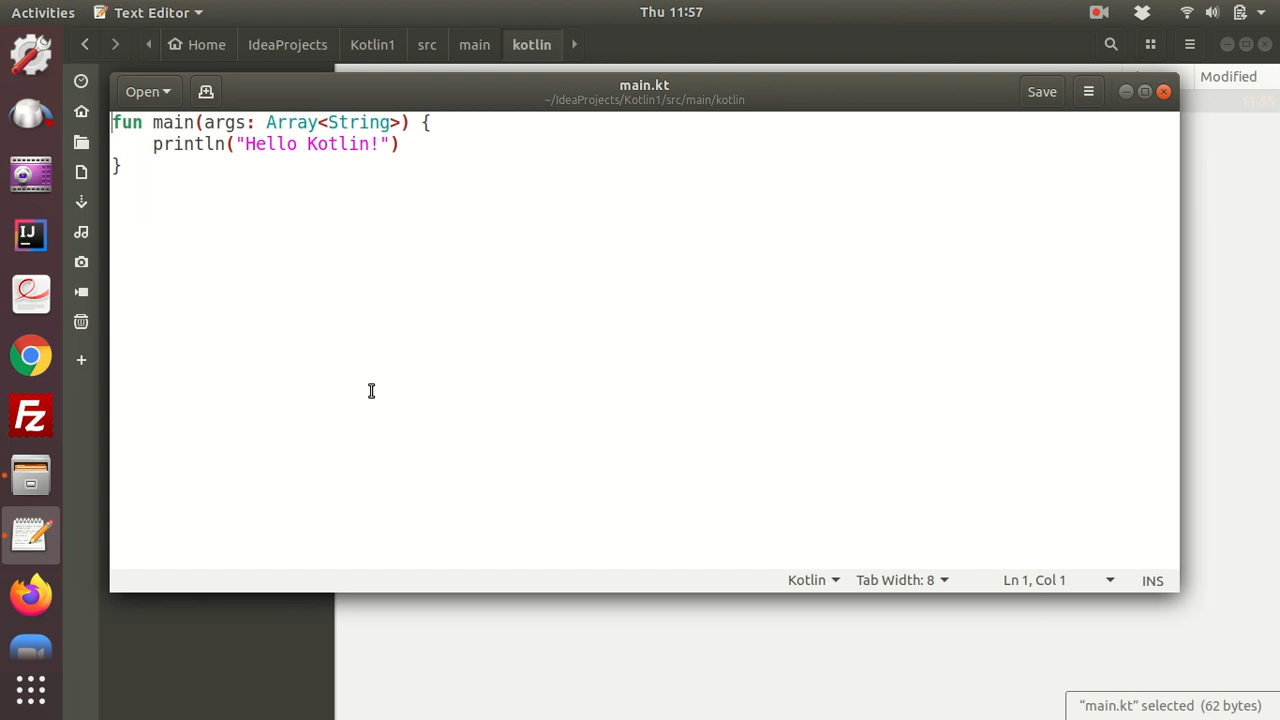 Activities Text Editor Thu 11:57
Home IdeaProjects Kotlin1 src main kotlin
Modified
Open main.kt Save
~/IdeaProjects/Kotlin1/src/main/kotlin
fun main(args: Array<String>) {
println("Hello Kotlin!")
}
IJ
Fz
Kotlin Tab Width: 8 Ln 1, Col 1 INS
"main.kt" selected (62 bytes)